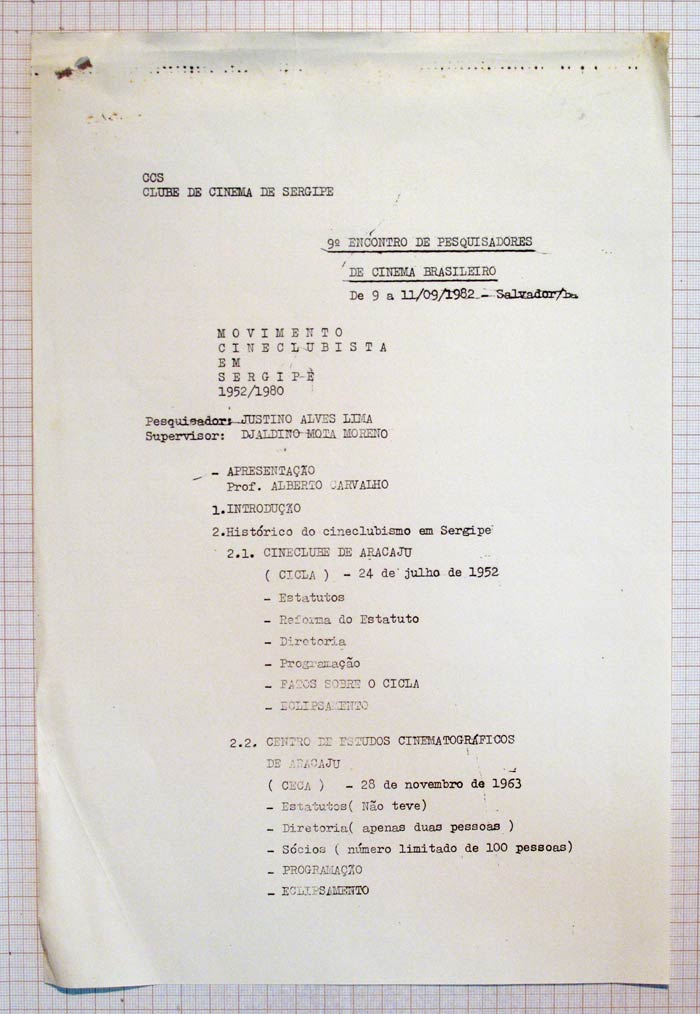 CCS
CLUBE DE CINEMA DE SERGIPE
9º ENCONTRO DE PESQUISADORES
DE CINEMA BRASILEIRO
De 9 a 11/09/1982 - Salvador/ba
M O V I M E N T O
C I N E C L U B I S T A
E M
S E R G I P E
1952/1980
Pesquisador: JUSTINO ALVES LIMA
Supervisor: DJALDINO MOTA MORENO
- APRESENTAÇÃO
Prof. ALBERTO CARVALHO
1.INTRODUÇÃO
2.Histórico do cineclubismo em Sergipe
2.1. CINECLUBE DE ARACAJU
( CICLA ) - 24 de julho de 1952
- Estatutos
- Reforma do Estatuto
- Diretoria
- Programação
- FATOS SOBRE O CICLA
- ECLIPSAMENTO
2.2. CENTRO DE ESTUDOS CINEMATOGRÁFICOS
DE ARACAJU
( CECA ) - 28 de novembro de 1963
- Estatutos( Não teve)
- Diretoria( apenas duas pessoas )
- Sócios ( número limitado de 100 pessoas)
- PROGRAMAÇÃO
- ECLIPSAMENTO